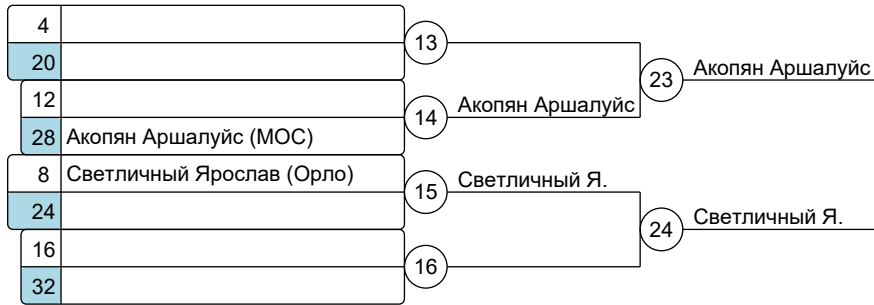 4
13
20
23 Акопян Аршалуйс
12
14 Акопян Аршалуйс
28 Акопян Аршалуйс (МОС)
8 Светличный Ярослав (Орло)
15 Светличный Я.
24
24 Светличный Я.
16
16
32